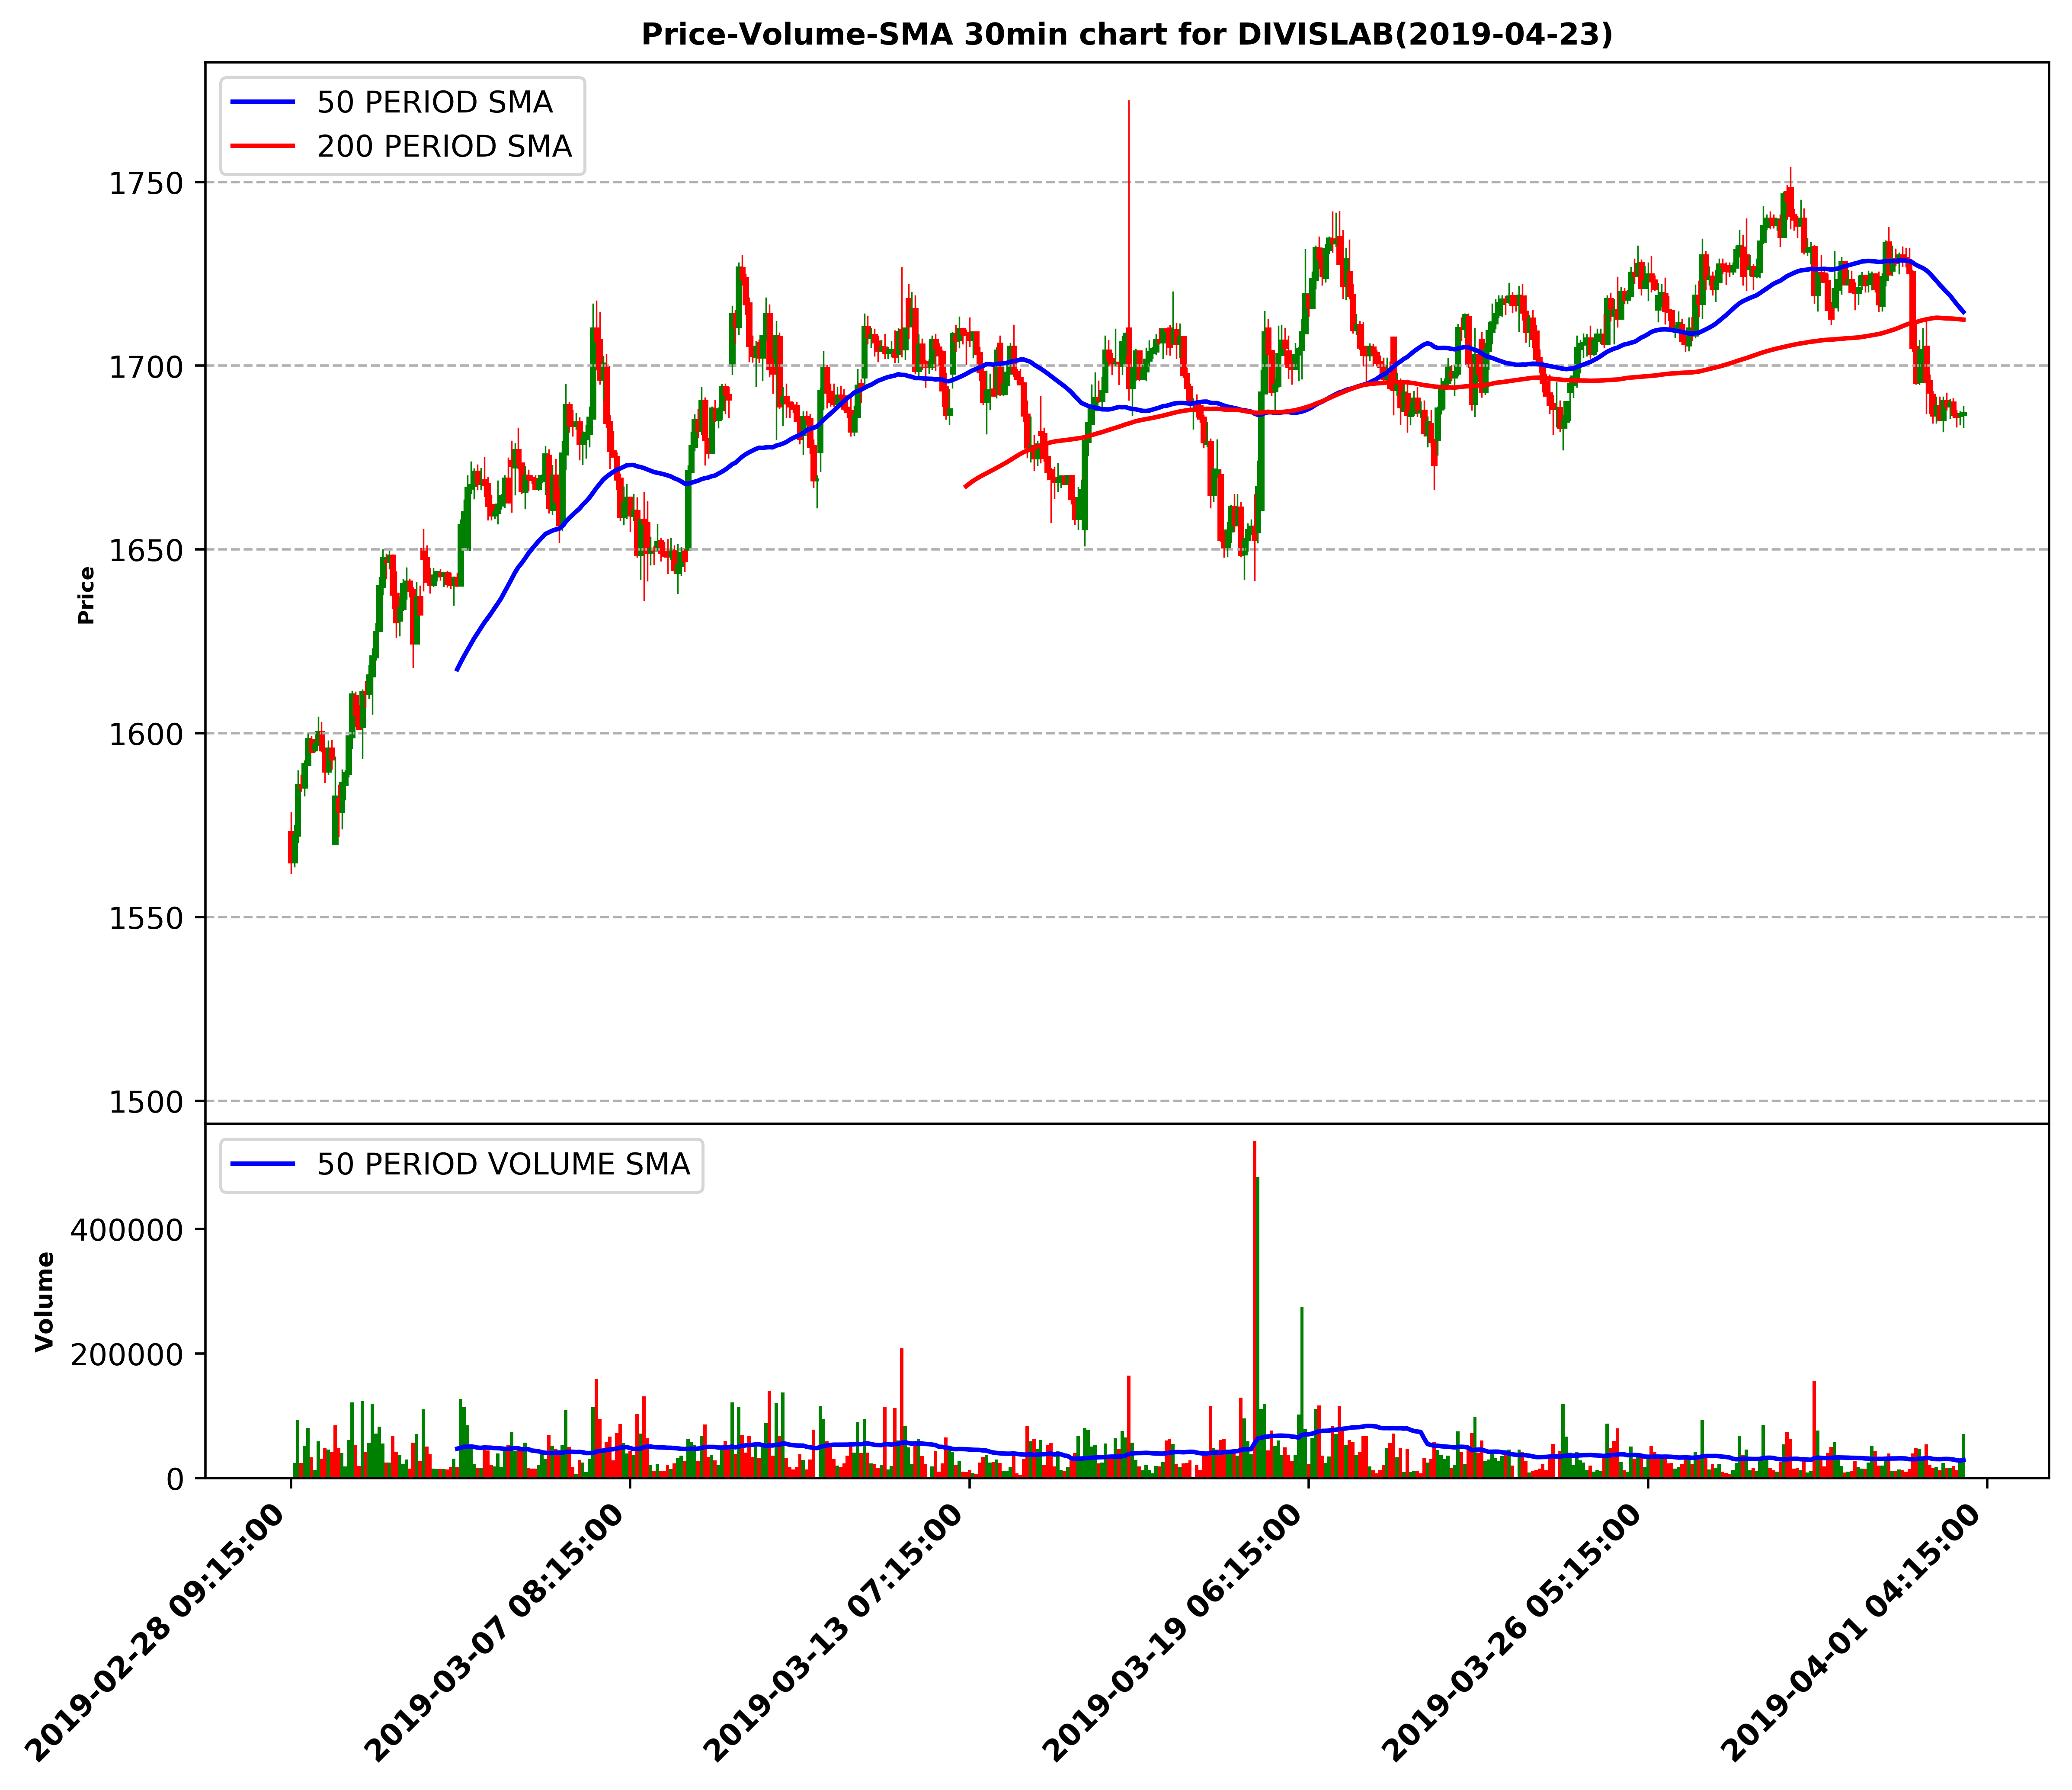 Price-Volume-SMA 30min chart for DIVISLAB(2019-04-23)
50 PERIOD SMA
200 PERIOD SMA
1750
1700
1650
1600
1550
1500
Price
50 PERIOD VOLUME SMA
400000
200000
0
Volume
2019-02-28 09:15:00
2019-03-07 08:15:00
2019-03-13 07:15:00
2019-03-19 06:15:00
2019-03-26 05:15:00
2019-04-01 04:15:00